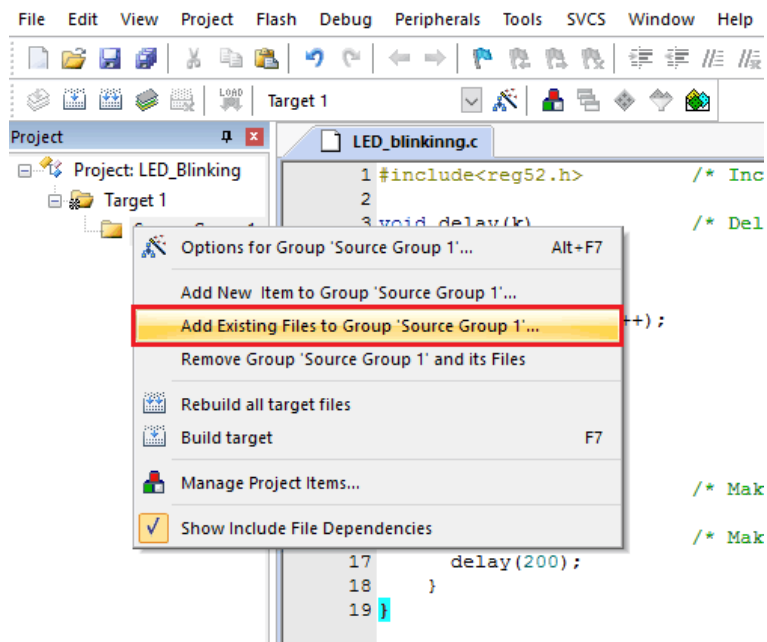 File Edit View Project Flash Debug Peripherals Tools SVCS Window Help
LOAD Target 1
Project
LED_blinkinng.c
Project: LED_Blinking
Target 1
1 #include<reg52.h> /* Inc
2
3 void delay(k) /* Del
Options for Group 'Source Group 1'... Alt+F7
Add New Item to Group 'Source Group 1'...
Add Existing Files to Group 'Source Group 1'... ++);
Remove Group 'Source Group 1' and its Files
Rebuild all target files
Build target F7
Manage Project Items... /* Mak
Show Include File Dependencies /* Mak
17 delay(200);
18 }
19 }